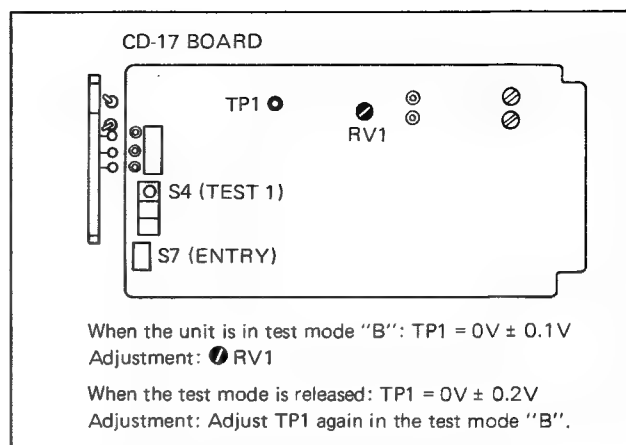 CD-17 BOARD
TP1
RV1
S4 (TEST 1)
S7 (ENTRY)
When the unit is in test mode "B": TP1 = 0V ± 0.1V
Adjustment: RV1
When the test mode is released: TP1 = 0V ± 0.2V
Adjustment: Adjust TP1 again in the test mode "B".